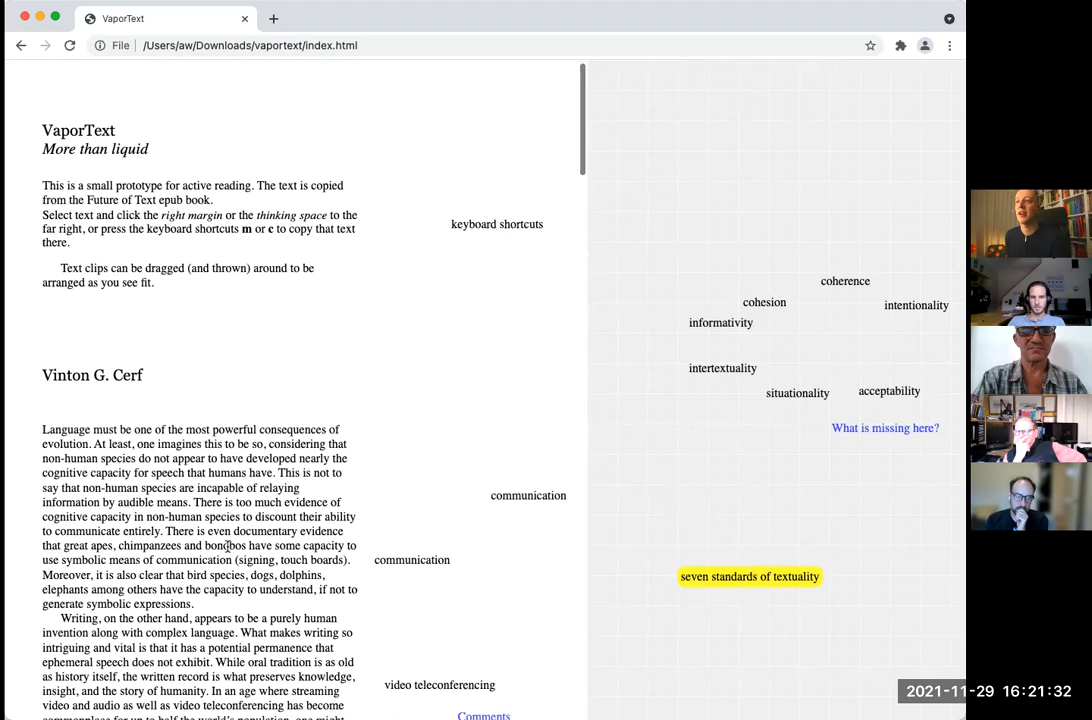 VaporText
File
/Users/aw/Downloads/vaportext/index.html
VaporText
More than liquid
This is a small prototype for active reading. The text is copied
from the Future of Text epub book.
Select text and click the right margin or the thinking space to the
far right, or press the keyboard shortcuts m or c to copy that text
there.
Text clips can be dragged (and thrown) around to be
arranged as you see fit.
keyboard shortcuts
Vinton G. Cerf
Language must be one of the most powerful consequences of
evolution. At least, one imagines this to be so, considering that
non-human species do not appear to have developed nearly the
cognitive capacity for speech that humans have. This is not to
say that non-human species are incapable of relaying
information by audible means. There is too much evidence of
cognitive capacity in non-human species to discount their ability
to communicate entirely. There is even documentary evidence
that great apes, chimpanzees and bonobos have some capacity to
use symbolic means of communication (signing, touch boards).
Moreover, it is also clear that bird species, dogs, dolphins,
elephants among others have the capacity to understand, if not to
generate symbolic expressions.
Writing, on the other hand, appears to be a purely human
invention along with complex language. What makes writing so
intriguing and vital is that it has a potential permanence that
ephemeral speech does not exhibit. While oral tradition is as old
as history itself, the written record is what preserves knowledge,
insight, and the story of humanity. In an age where streaming
video and audio as well as video teleconferencing has become
commonplace for up to half the world's population, one might
communication
communication
video teleconferencing
Comments
coherence
cohesion
intentionality
informativity
intertextuality
situationality
acceptability
What is missing here?
seven standards of textuality
2021-11-29 16:21:32